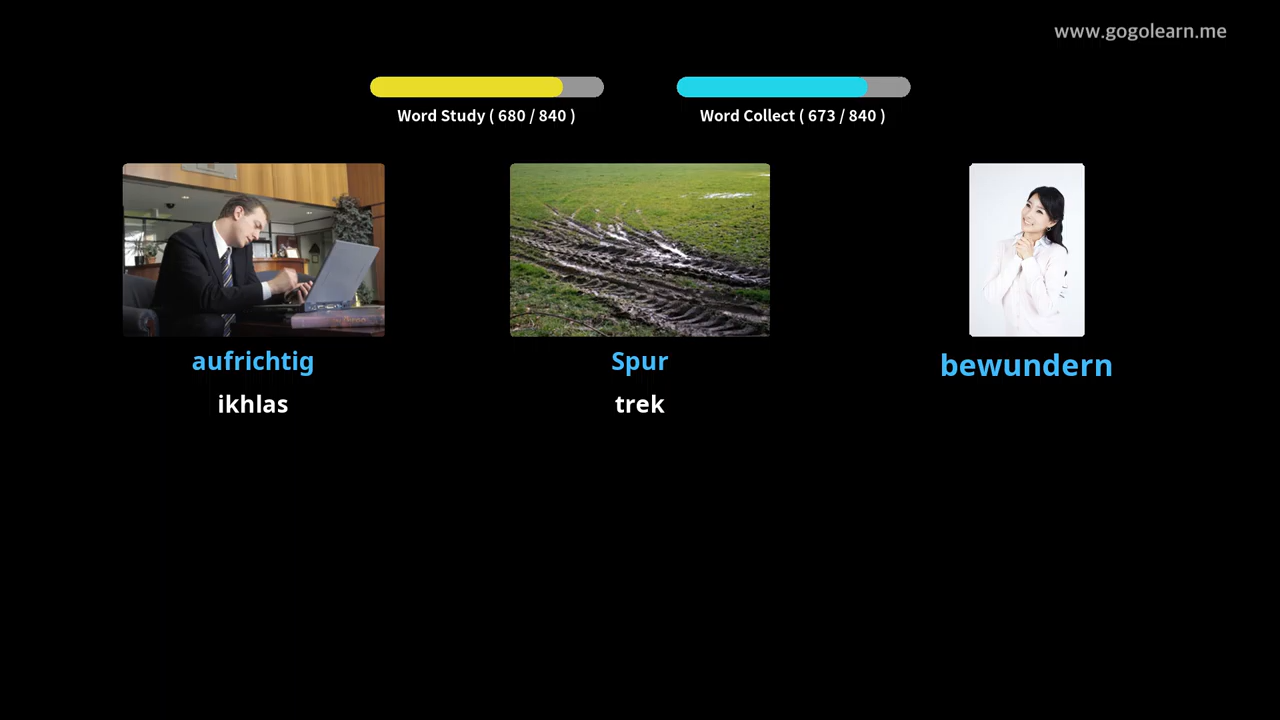 www.gogolearn.me
Word Study ( 680 / 840 )
Word Collect ( 673 / 840 )
aufrichtig
ikhlas
Spur
trek
bewundern